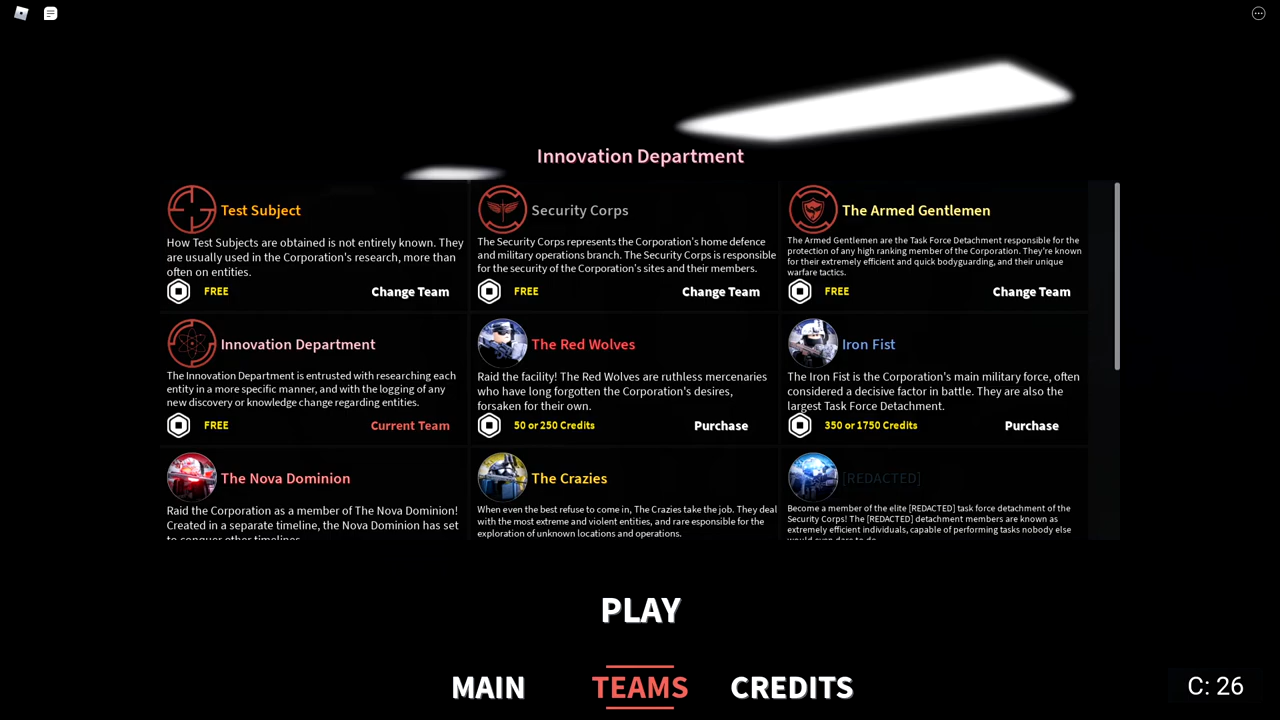 Innovation Department
Test Subject
How Test Subjects are obtained is not entirely known. They
are usually used in the Corporation's research, more than
often on entities.
FREE
Change Team
Security Corps
The Security Corps represents the Corporation's home defence
and military operations branch. The Security Corps is responsible
for the security of the Corporation's sites and their members.
FREE
Change Team
The Armed Gentlemen
The Armed Gentlemen are the Task Force Detachment responsible for the
protection of any high ranking member of the Corporation. They're known
for their extremely efficient and quick bodyguarding, and their unique
warfare tactics.
FREE
Change Team
Innovation Department
The Innovation Department is entrusted with researching each
entity in a more specific manner, and with the logging of any
new discovery or knowledge change regarding entities.
FREE
Current Team
The Red Wolves
Raid the facility! The Red Wolves are ruthless mercenaries
who have long forgotten the Corporation's desires,
forsaken for their own.
50 or 250 Credits
Purchase
Iron Fist
The Iron Fist is the Corporation's main military force, often
considered a decisive factor in battle. They are also the
largest Task Force Detachment.
350 or 1750 Credits
Purchase
The Nova Dominion
Raid the Corporation as a member of The Nova Dominion!
Created in a separate timeline, the Nova Dominion has set
to conquer other timelines.
The Crazies
When even the best refuse to come in, The Crazies take the job. They deal
with the most extreme and violent entities, and rare esponsible for the
exploration of unknown locations and operations.
[REDACTED]
Become a member of the elite [REDACTED] task force detachment of the
Security Corps! The [REDACTED] detachment members are known as
extremely efficient individuals, capable of performing tasks nobody else
would even dare to do.
PLAY
MAIN
TEAMS
CREDITS
C: 26